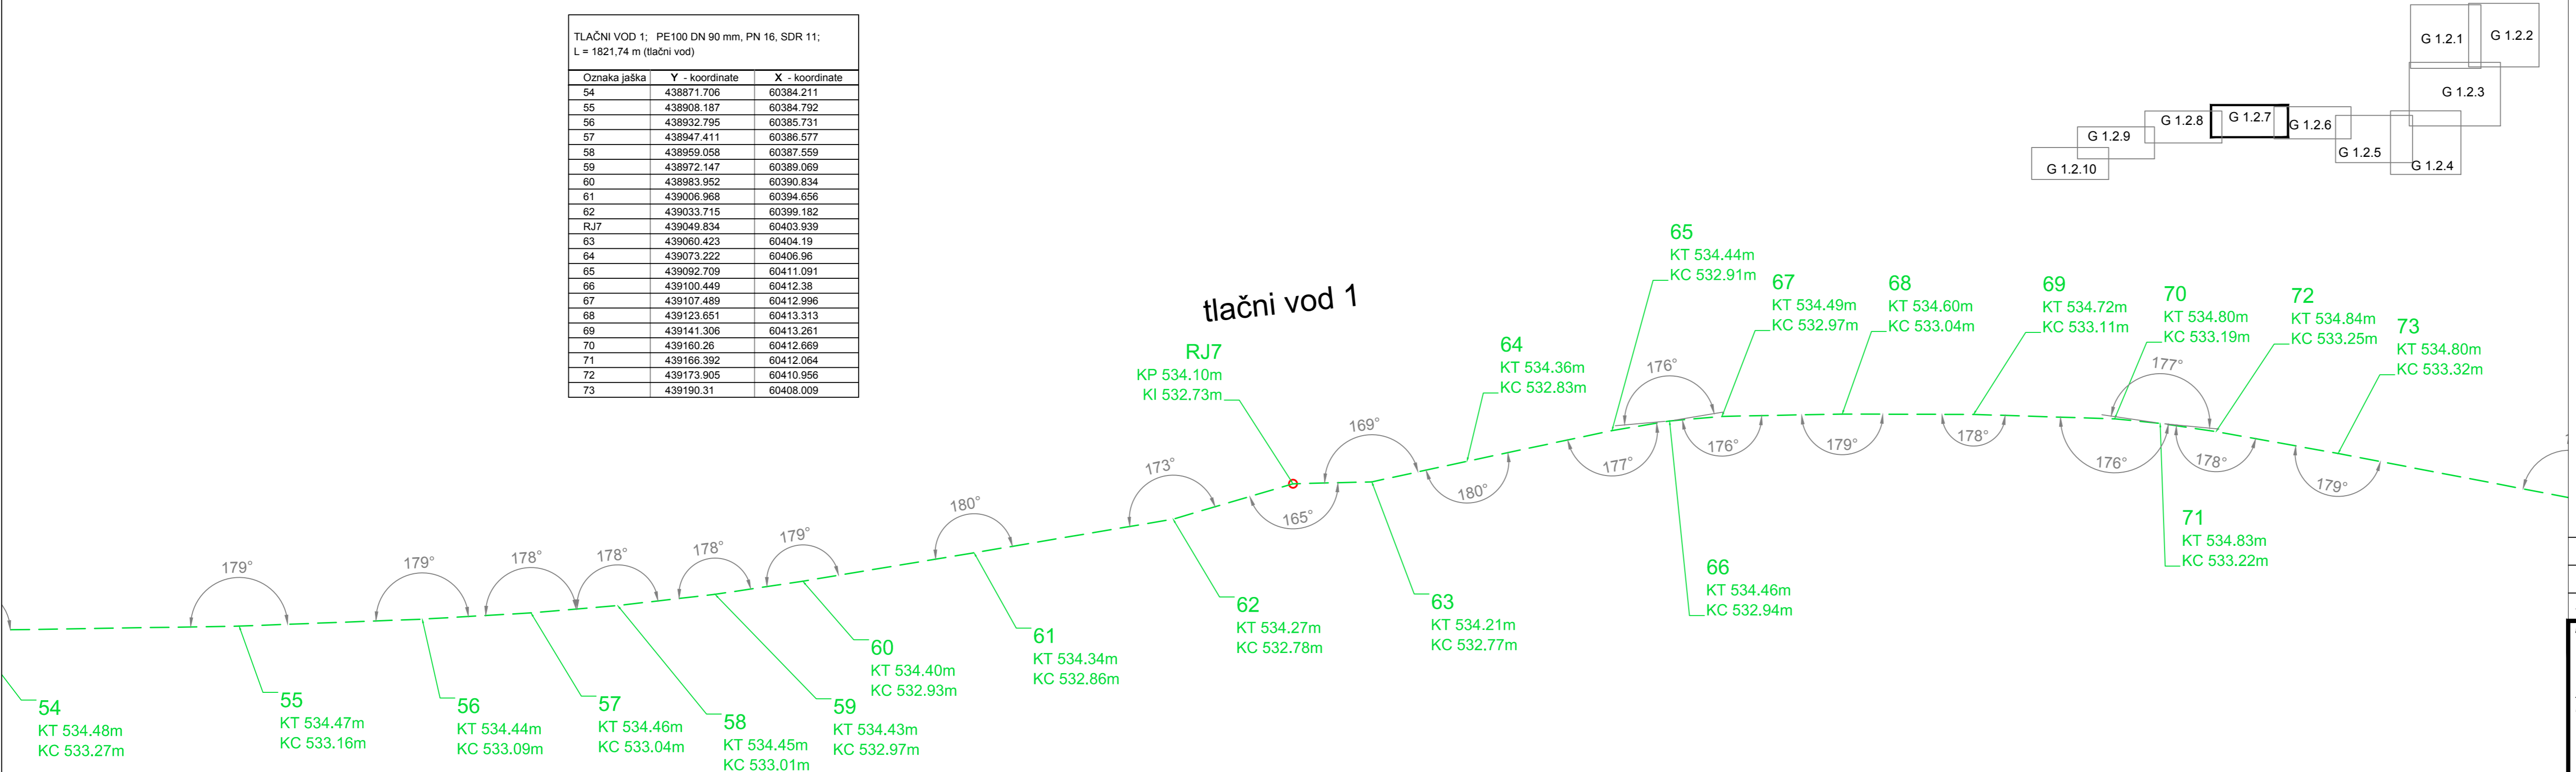 TLAČNI VOD 1; PE100 DN 90 mm, PN 16, SDR 11;
L = 1821,74 m (tlačni vod)
Oznaka jaška Y - koordinate X - koordinate
54 438871.706 60384.211
55 438908.187 60384.792
56 438932.795 60385.731
57 438947.411 60386.577
58 438959.058 60387.559
59 438972.147 60389.069
60 438983.952 60390.834
61 439006.968 60394.656
62 439033.715 60399.182
RJ7 439049.834 60403.939
63 439060.423 60404.19
64 439073.222 60406.96
65 439092.709 60411.091
66 439100.449 60412.38
67 439107.489 60412.996
68 439123.651 60413.313
69 439141.306 60413.261
70 439160.26 60412.669
71 439166.392 60412.064
72 439173.905 60410.956
73 439190.31 60408.009
G 1.2.1
G 1.2.2
G 1.2.3
G 1.2.4
G 1.2.5
G 1.2.6
G 1.2.7
G 1.2.8
G 1.2.9
G 1.2.10
tlačni vod 1
54
KT 534.48m
KC 533.27m
179°
55
KT 534.47m
KC 533.16m
179°
56
KT 534.44m
KC 533.09m
178°
57
KT 534.46m
KC 533.04m
178°
58
KT 534.45m
KC 533.01m
178°
59
KT 534.43m
KC 532.97m
179°
60
KT 534.40m
KC 532.93m
180°
61
KT 534.34m
KC 532.86m
173°
62
KT 534.27m
KC 532.78m
RJ7
KP 534.10m
KI 532.73m
165°
169°
63
KT 534.21m
KC 532.77m
64
KT 534.36m
KC 532.83m
180°
65
KT 534.44m
KC 532.91m
177°
176°
66
KT 534.46m
KC 532.94m
67
KT 534.49m
KC 532.97m
176°
68
KT 534.60m
KC 533.04m
179°
69
KT 534.72m
KC 533.11m
178°
70
KT 534.80m
KC 533.19m
176°
177°
71
KT 534.83m
KC 533.22m
72
KT 534.84m
KC 533.25m
178°
73
KT 534.80m
KC 533.32m
179°